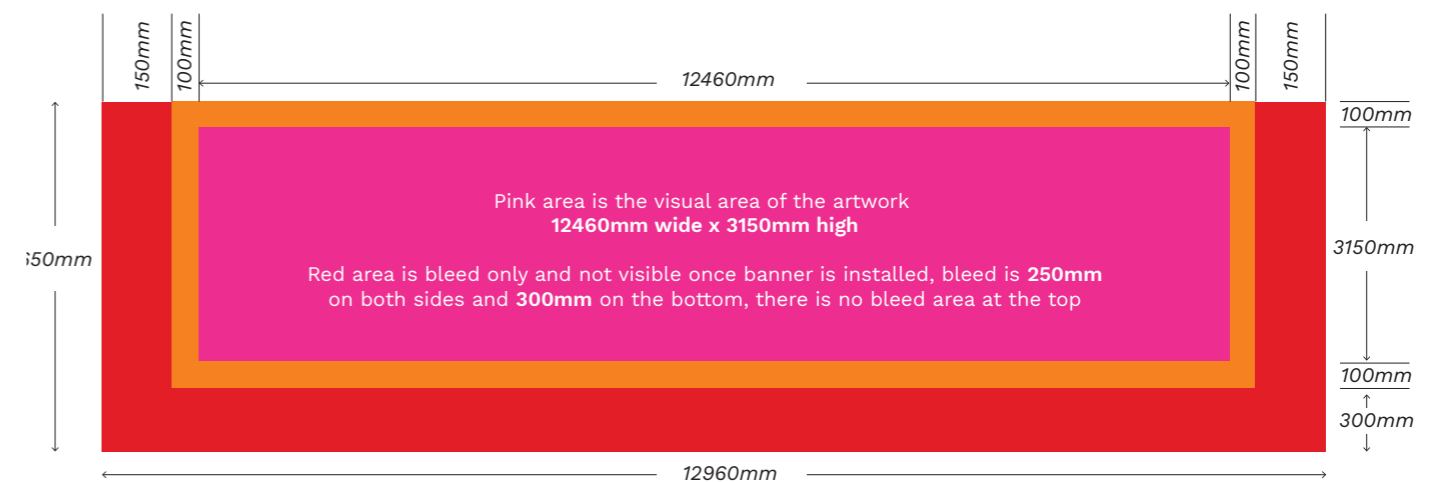 150mm
100mm
12460mm
100mm
150mm
100mm
Pink area is the visual area of the artwork
12460mm wide x 3150mm high
3150mm
650mm
Red area is bleed only and not visible once banner is installed, bleed is 250mm
on both sides and 300mm on the bottom, there is no bleed area at the top
100mm
300mm
12960mm